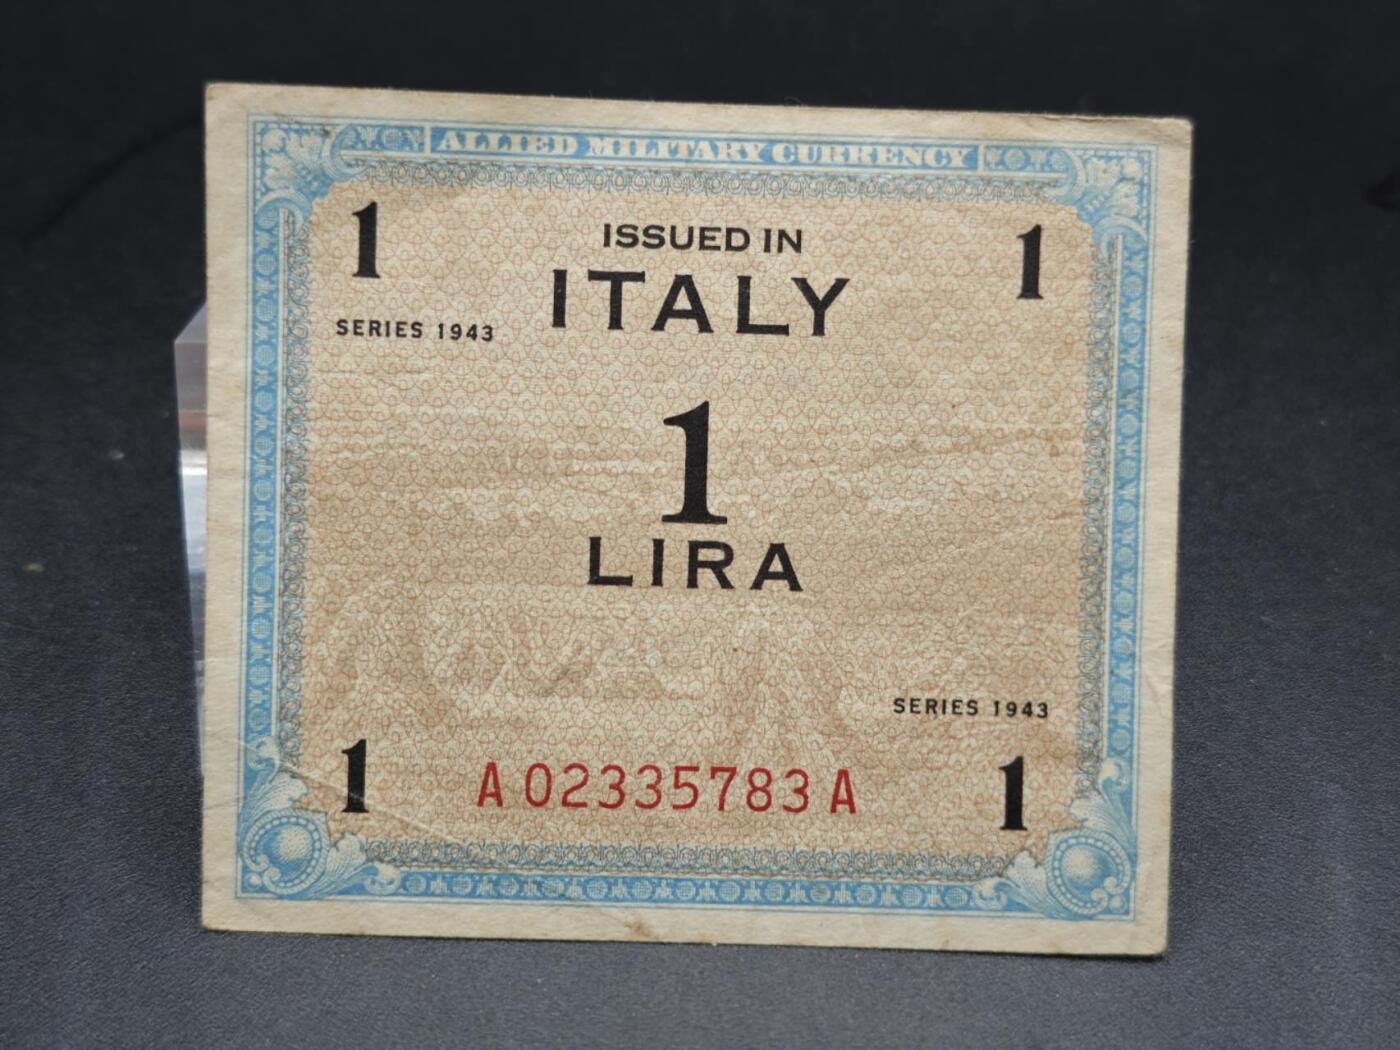 ALLIED MILITARY CURRENCY
1
ISSUED IN
1
ITALY
SERIES 1943
1
LIRA
SERIES 1943
1
A 02335783 A
1